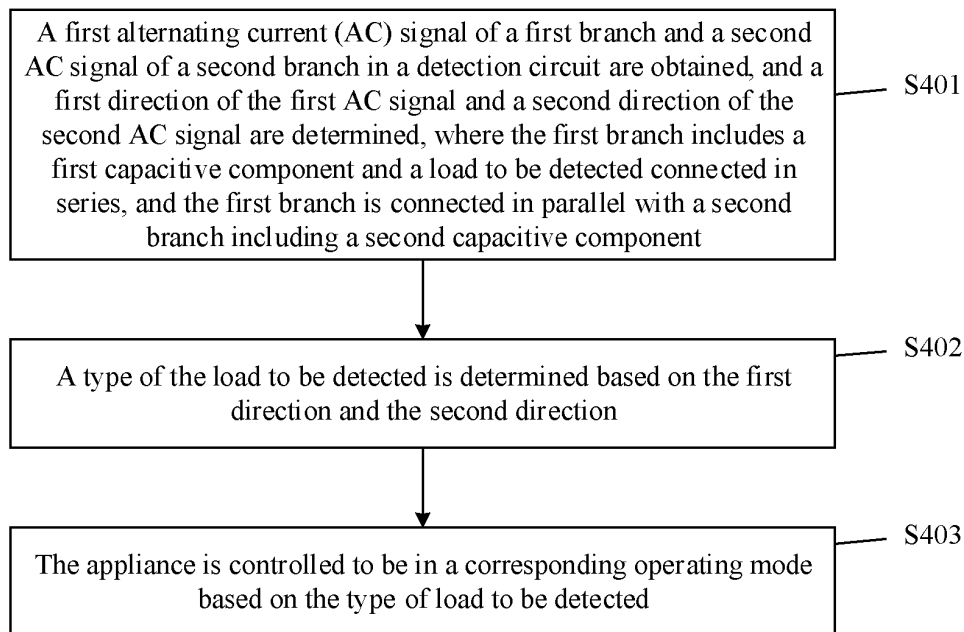 A first alternating current (AC) signal of a first branch and a second
AC signal of a second branch in a detection circuit are obtained, and a
first direction of the first AC signal and a second direction of the
second AC signal are determined, where the first branch includes a
first capacitive component and a load to be detected connected in
series, and the first branch is connected in parallel with a second
branch including a second capacitive component
S401
A type of the load to be detected is determined based on the first
direction and the second direction
S402
The appliance is controlled to be in a corresponding operating mode
based on the type of load to be detected
S403